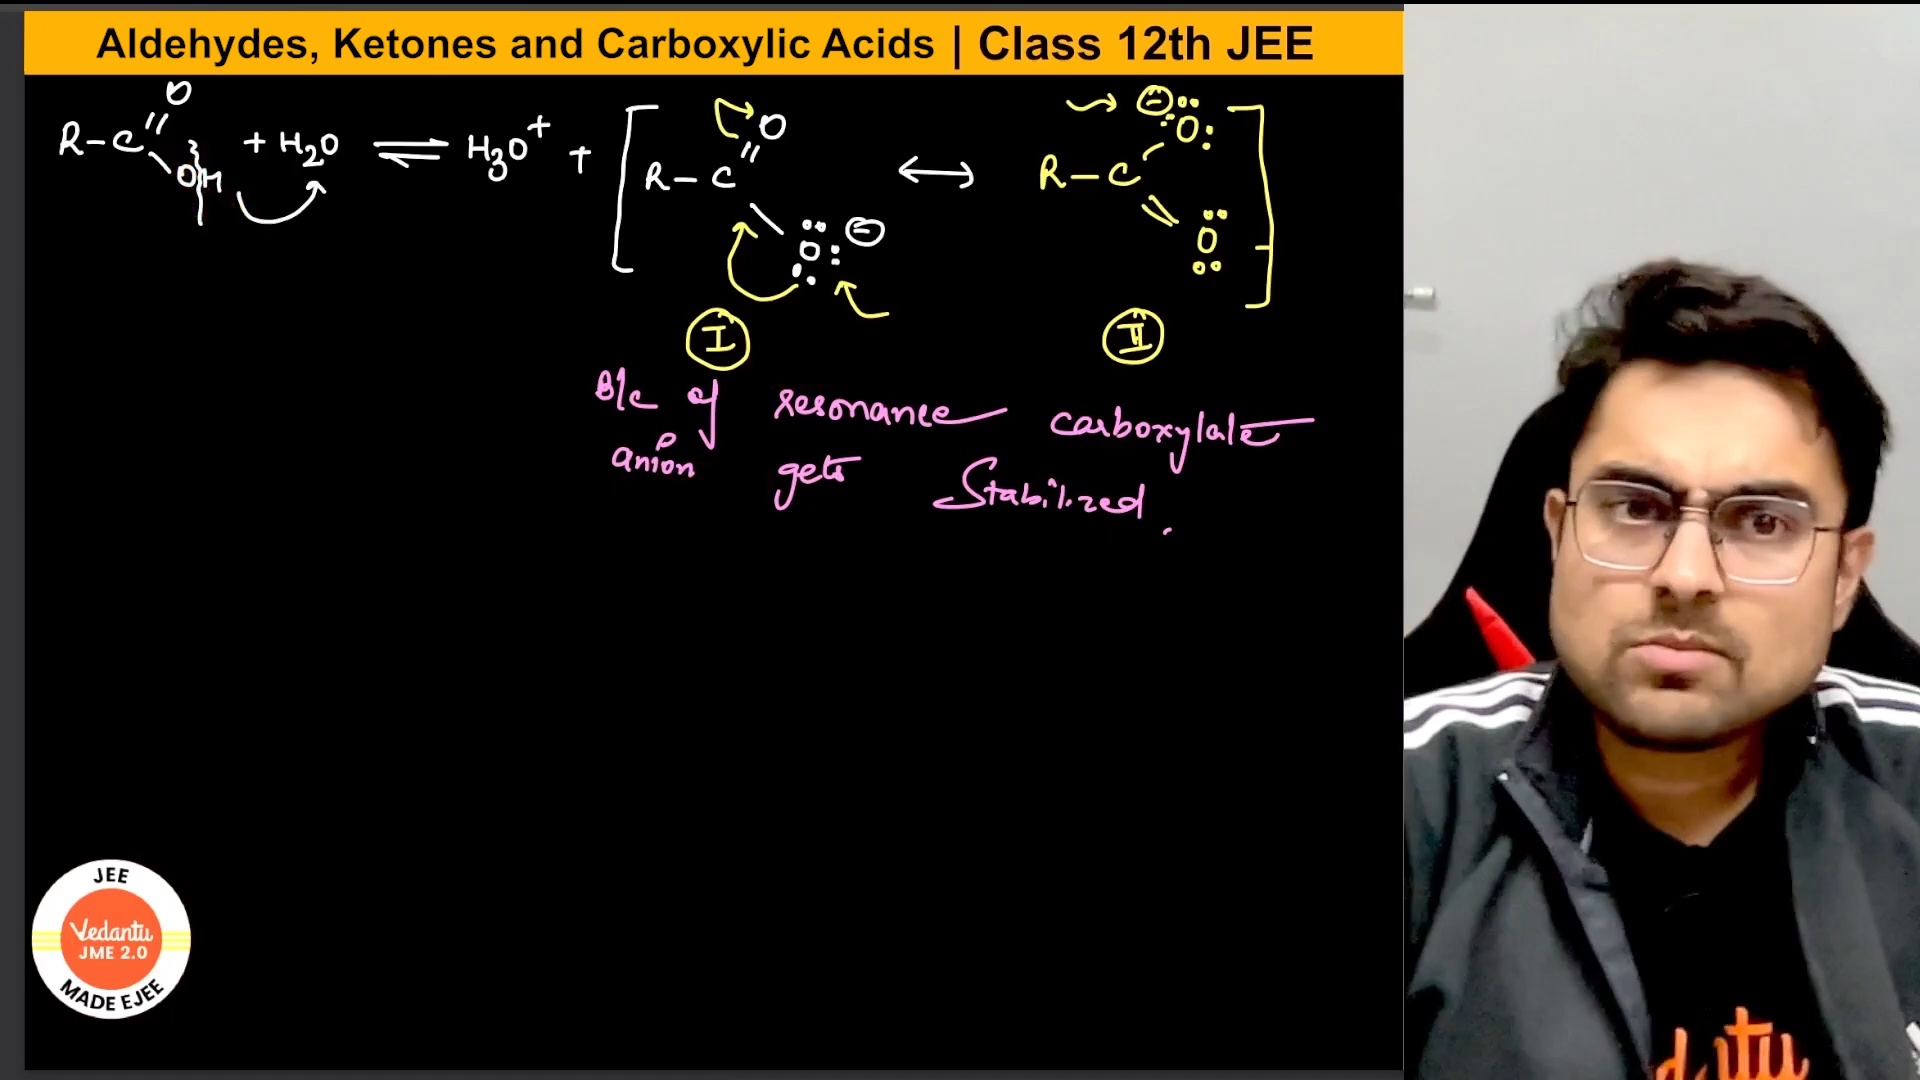 Aldehydes, Ketones and Carboxylic Acids | Class 12th JEE
O
R-C
OH
+ H2O ⇌ H3O+ + [
O
R-C
O ⊖
↔
⊖ O
R-C
O
]
I
II
B/c of resonance carboxylate
anion gets Stabilized.
JEE
Vedantu
JME 2.0
MADE EJEE